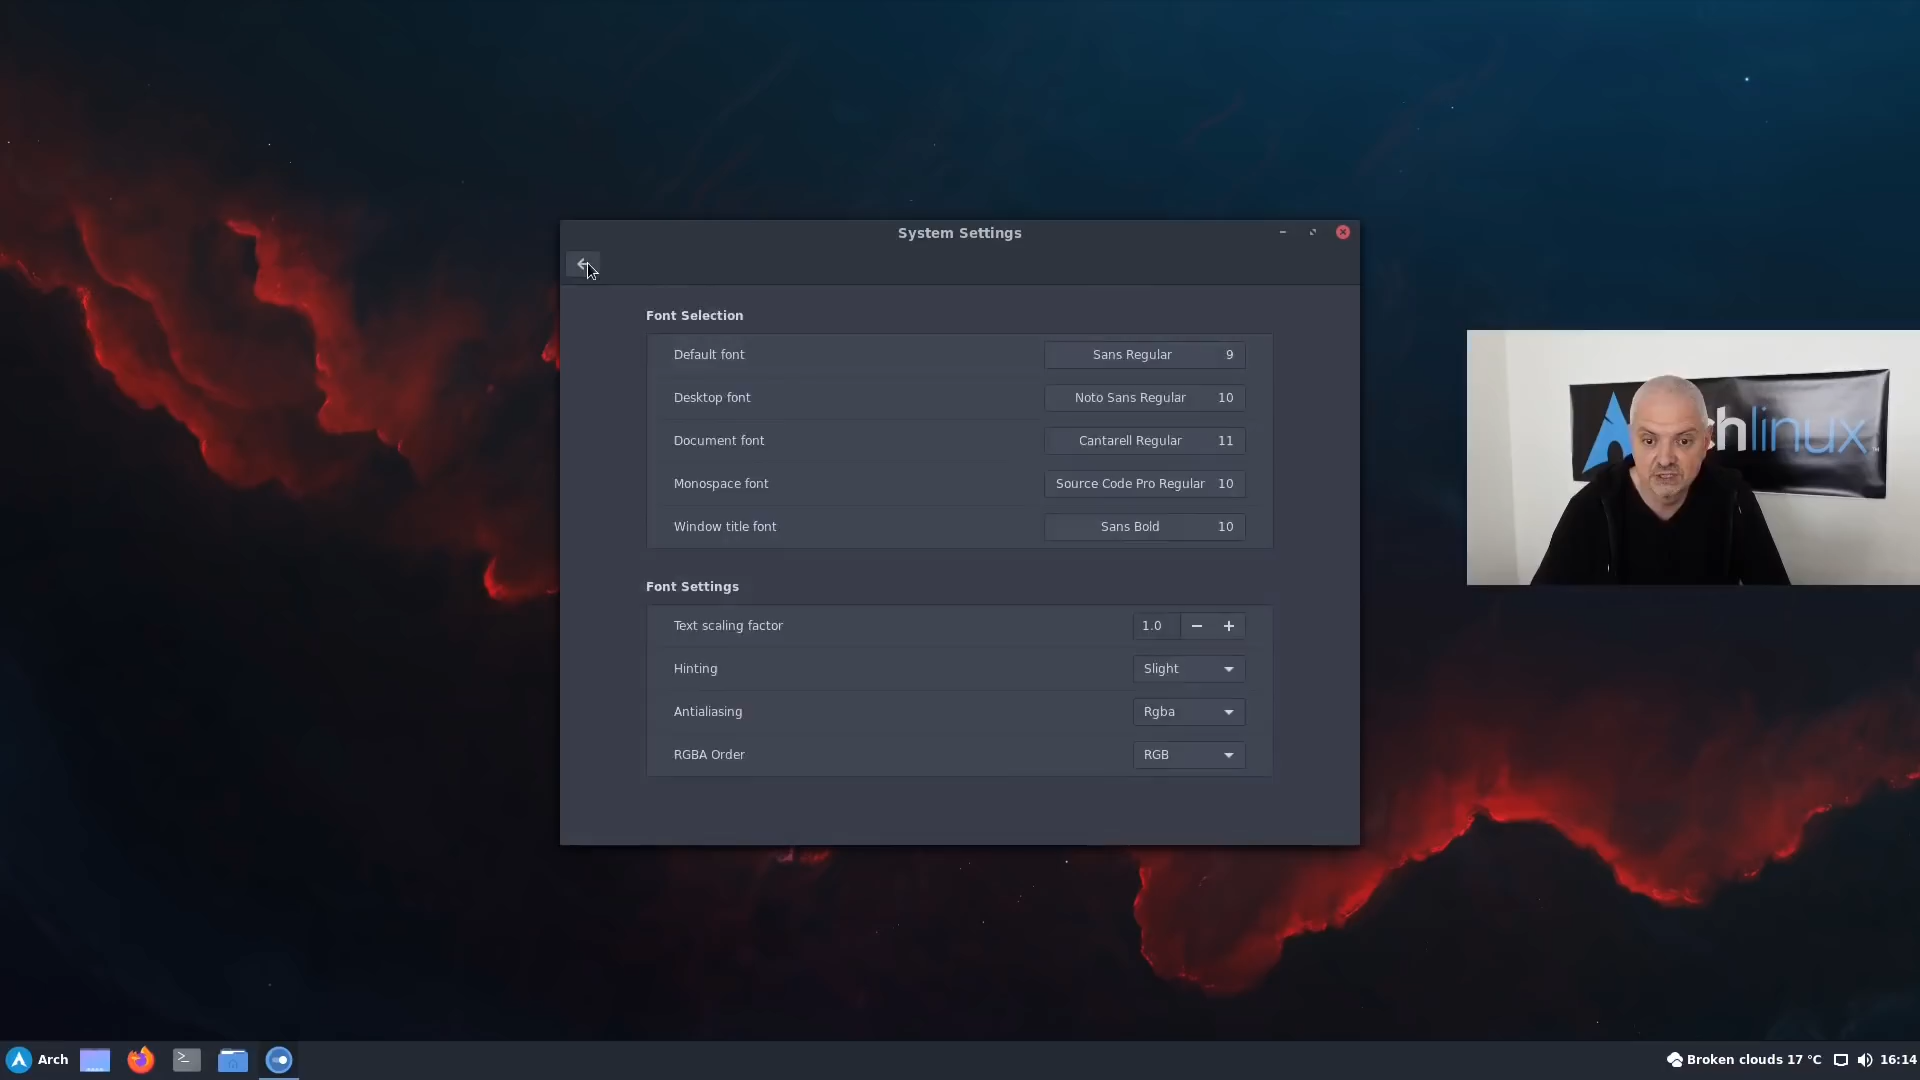 System Settings
Font Selection
Default font Sans Regular 9
Desktop font Noto Sans Regular 10
Document font Cantarell Regular 11
Monospace font Source Code Pro Regular 10
Window title font Sans Bold 10
Font Settings
Text scaling factor 1.0 − +
Hinting Slight
Antialiasing Rgba
RGBA Order RGB
chlinux
Arch Broken clouds 17 °C 16:14